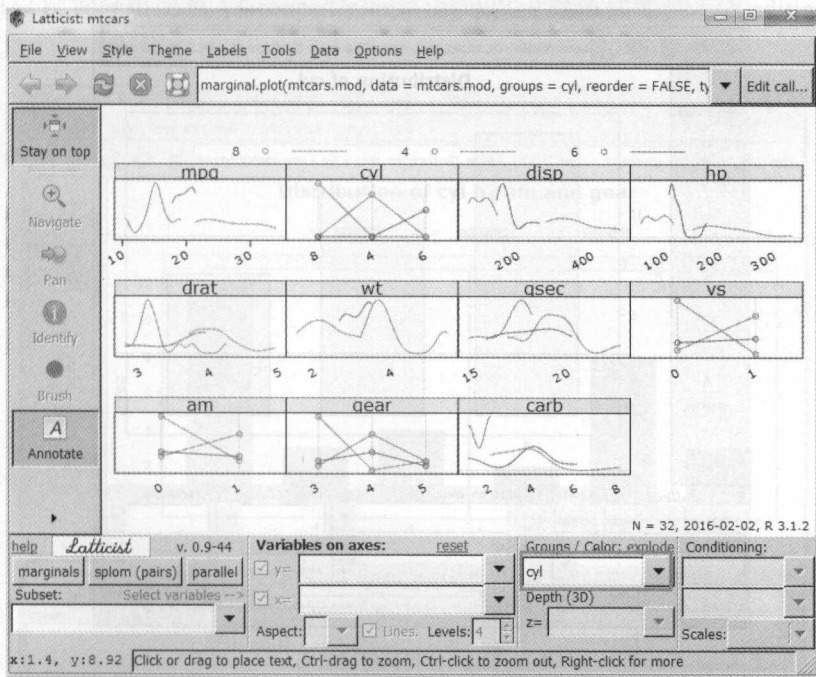 Latticist: mtcars
File View Style Theme Labels Tools Data Options Help
marginal.plot(mtcars.mod, data = mtcars.mod, groups = cyl, reorder = FALSE, ty
Edit call...
Stay on top
Navigate
Pan
Identify
Brush
A
Annotate
8 4 6
mpg cyl disp hp
10 20 30 8 4 6 200 400 100 200 300
drat wt qsec vs
3 4 5 2 4 15 20 0 1
am gear carb
0 1 3 4 5 2 4 6 8
N = 32, 2016-02-02, R 3.1.2
help Latticist v. 0.9-44
marginals splom (pairs) parallel
Subset: Select variables -->
Variables on axes: reset
y=
x=
Aspect: Lines. Levels: 4
Groups / Color: explode
cyl
Depth (3D)
z=
Conditioning:
Scales:
x:1.4, y:8.92 Click or drag to place text, Ctrl-drag to zoom, Ctrl-click to zoom out, Right-click for more